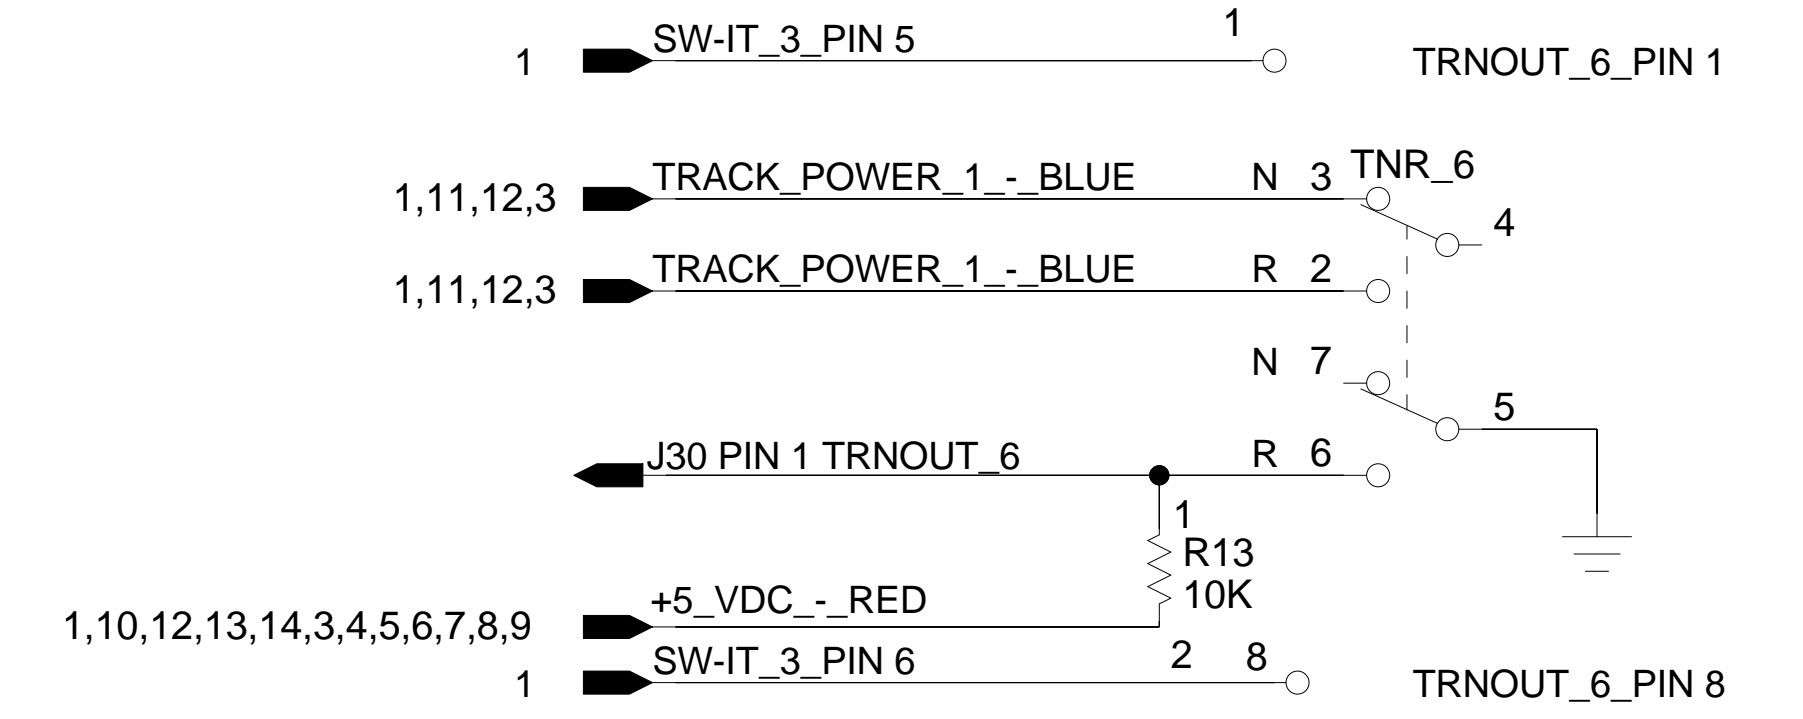 1 SW-IT_3_PIN 5 1 TRNOUT_6_PIN 1
1,11,12,3 TRACK_POWER_1_-_BLUE N 3 TNR_6
4
1,11,12,3 TRACK_POWER_1_-_BLUE R 2
N 7
5
J30 PIN 1 TRNOUT_6 R 6
1
R13
10K
1,10,12,13,14,3,4,5,6,7,8,9 +5_VDC_-_RED
2
1 SW-IT_3_PIN 6 8 TRNOUT_6_PIN 8